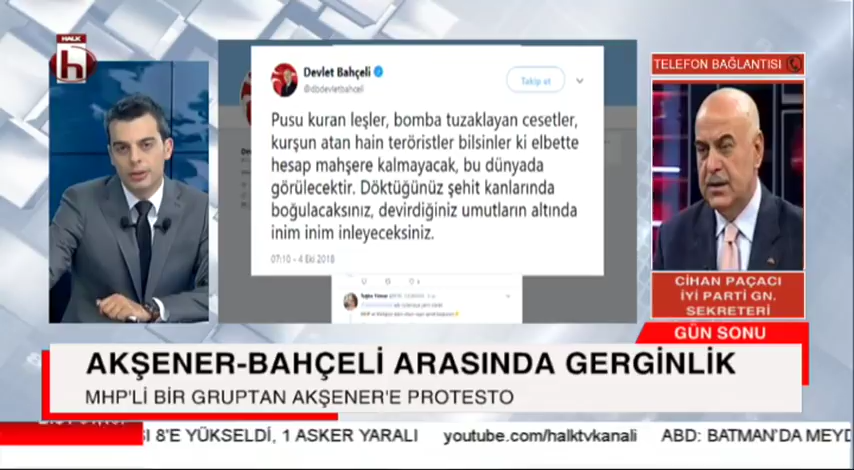 HALK
h
Devlet Bahçeli
@dbdevletbahceli
Takip et
Pusu kuran leşler, bomba tuzaklayan cesetler,
kurşun atan hain teröristler bilsinler ki elbette
hesap mahşere kalmayacak, bu dünyada
görülecektir. Döktüğünüz şehit kanlarında
boğulacaksınız, devirdiğiniz umutların altında
inim inim inleyeceksiniz.
07:10 - 4 Eki 2018
TELEFON BAĞLANTISI
CİHAN PAÇACI
İYİ PARTİ GN.
SEKRETERİ
GÜN SONU
AKŞENER-BAHÇELİ ARASINDA GERGİNLİK
MHP'Lİ BİR GRUPTAN AKŞENER'E PROTESTO
8'E YÜKSELDİ, 1 ASKER YARALI youtube.com/halktvkanali ABD: BATMAN'DA